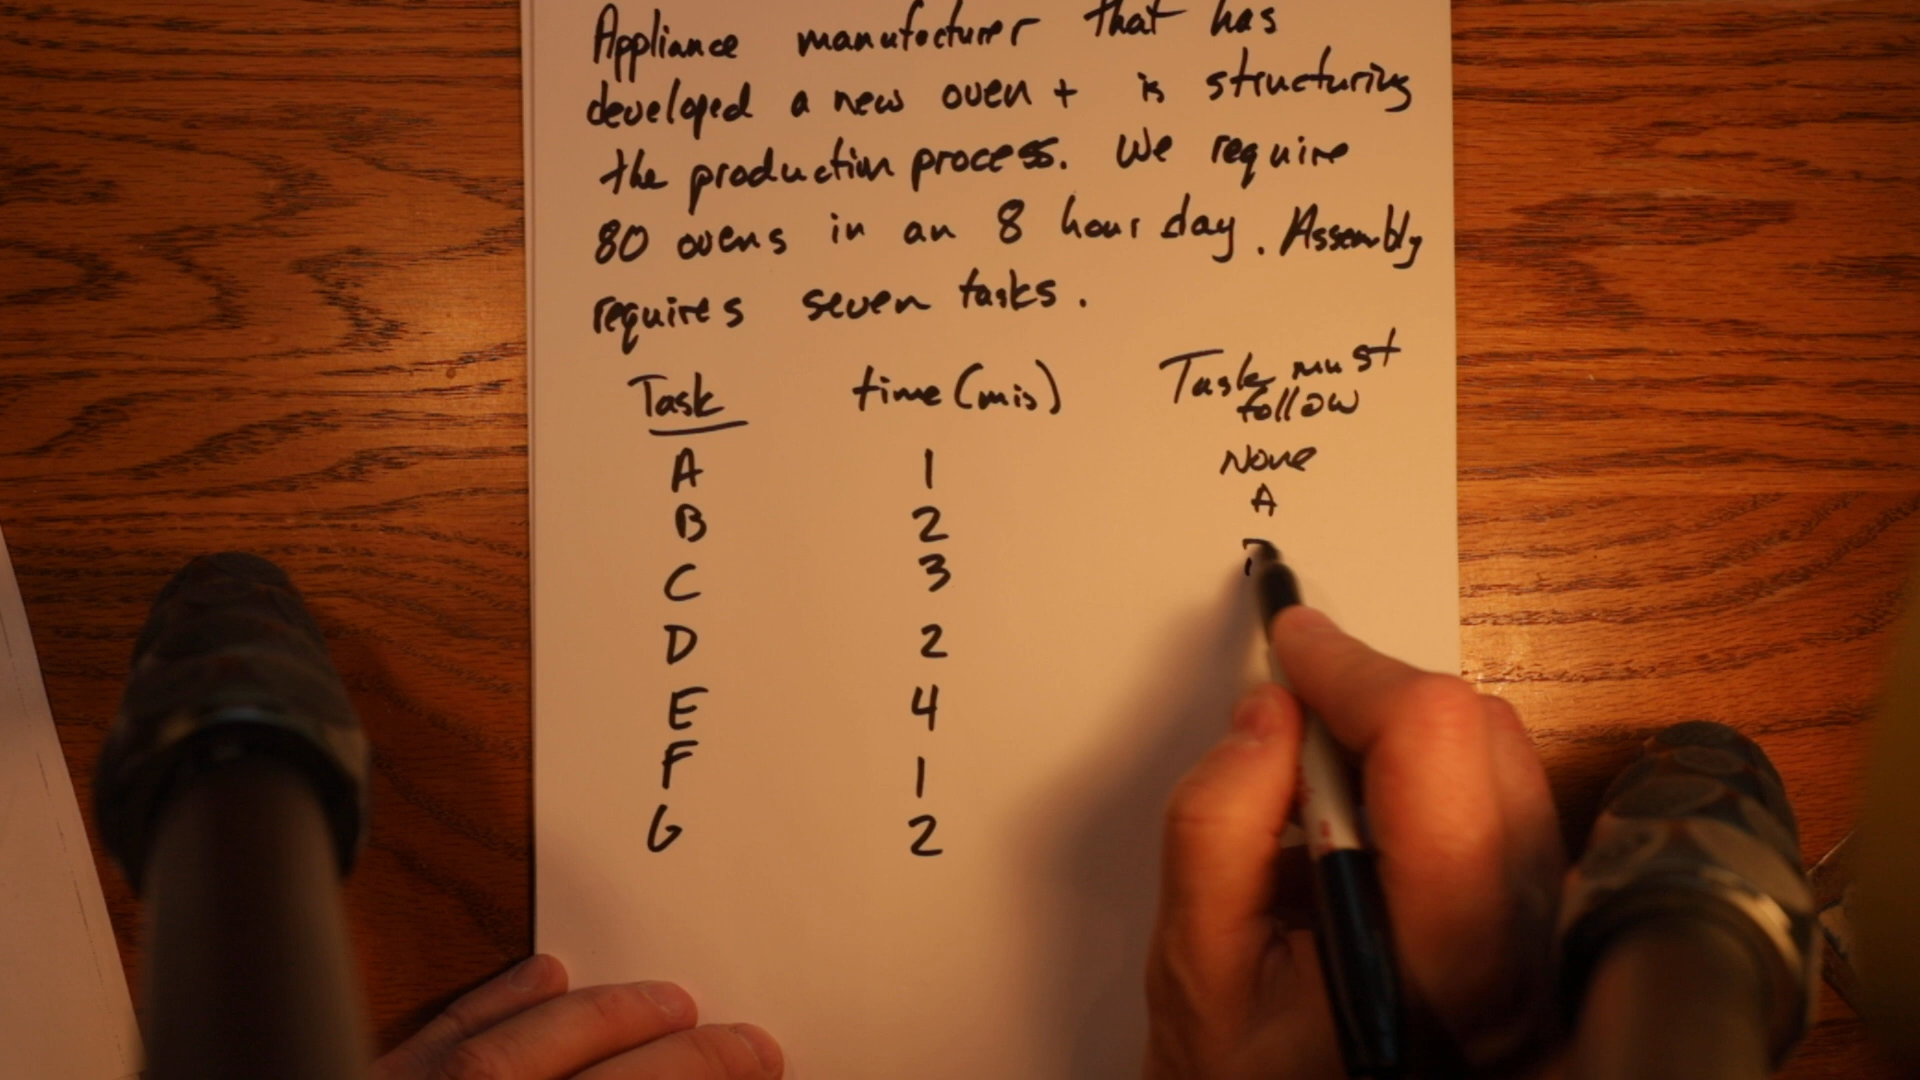 Appliance manufacturer that has
developed a new oven + is structuring
the production process. We require
80 ovens in an 8 hour day. Assembly
requires seven tasks.
Task time (min) Task must
follow
A 1 None
B 2 A
C 3
D 2
E 4
F 1
G 2